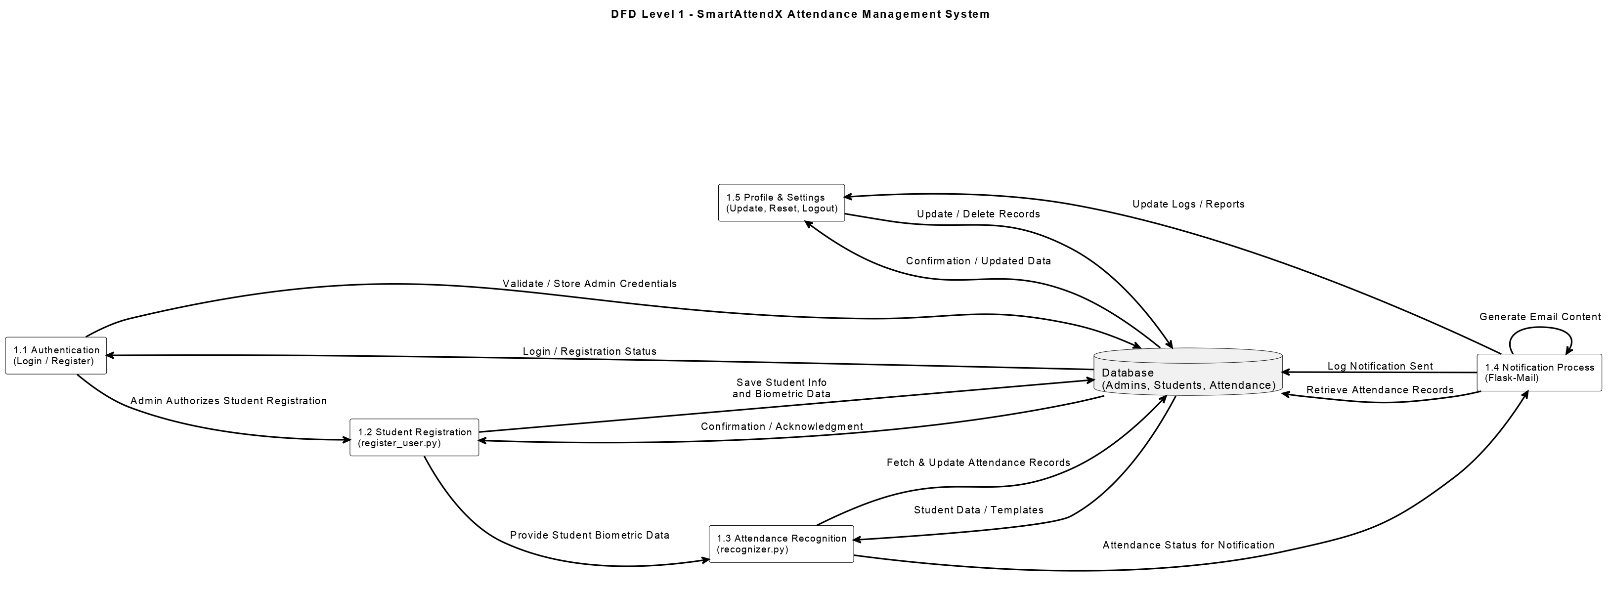 DFD Level 1 - SmartAttendX Attendance Management System
1.5 Profile & Settings
(Update, Reset, Logout)
Update Logs / Reports
Update / Delete Records
Confirmation / Updated Data
Validate / Store Admin Credentials
Generate Email Content
1.1 Authentication
(Login / Register)
Login / Registration Status
Database
(Admins, Students, Attendance)
Log Notification Sent
1.4 Notification Process
(Flask-Mail)
Retrieve Attendance Records
Save Student Info
and Biometric Data
Admin Authorizes Student Registration
1.2 Student Registration
(register_user.py)
Confirmation / Acknowledgment
Fetch & Update Attendance Records
Student Data / Templates
Provide Student Biometric Data
1.3 Attendance Recognition
(recognizer.py)
Attendance Status for Notification